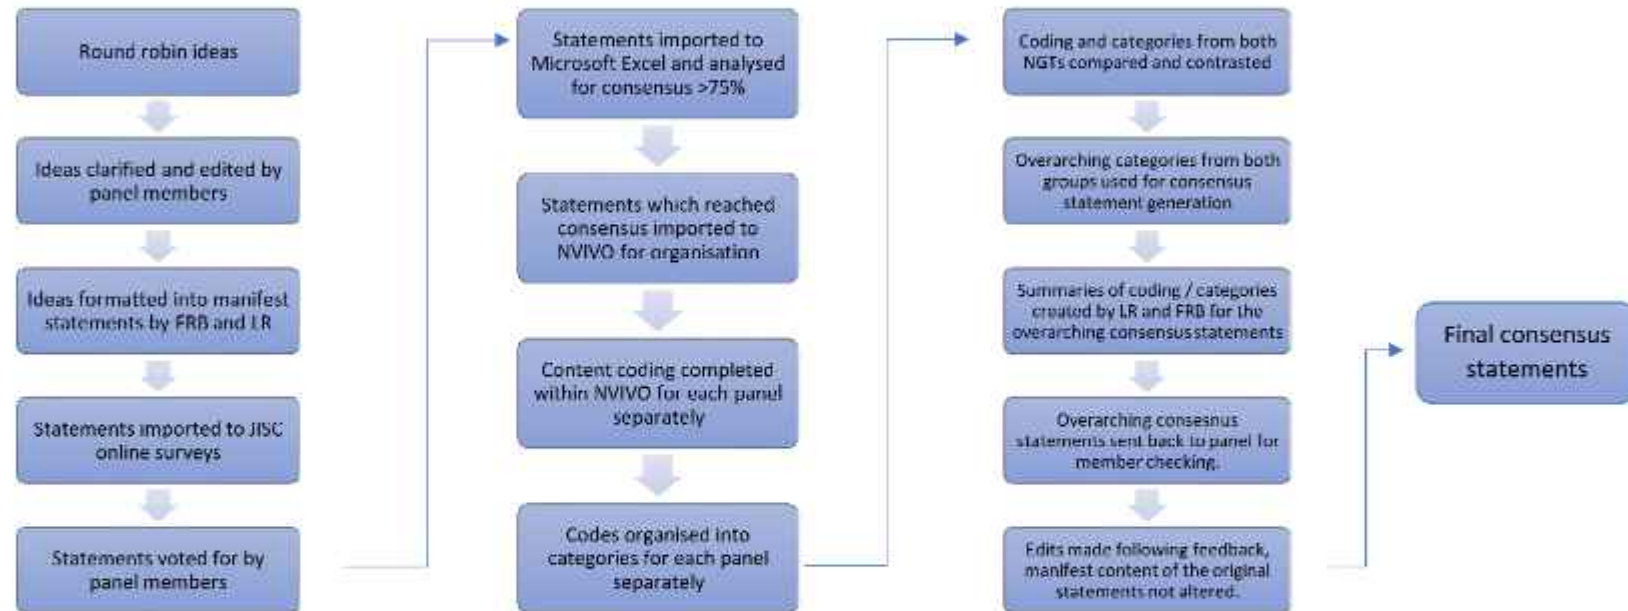 Round robin ideas
Ideas clarified and edited by
panel members
Ideas formatted into manifest
statements by FRB and LR
Statements imported to JISC
online surveys
Statements voted for by
panel members
Statements imported to
Microsoft Excel and analysed
for consensus >75%
Statements which reached
consensus imported to
NVIVO for organisation
Content coding completed
within NVIVO for each panel
separately
Codes organised into
categories for each panel
separately
Coding and categories from both
NGTs compared and contrasted
Overarching categories from both
groups used for consensus
statement generation
Summaries of coding / categories
created by LR and FRB for the
overarching consensus statements
Overarching consesnus
statements sent back to panel for
member checking.
Edits made following feedback,
manifest content of the original
statements not altered.
Final consensus
statements